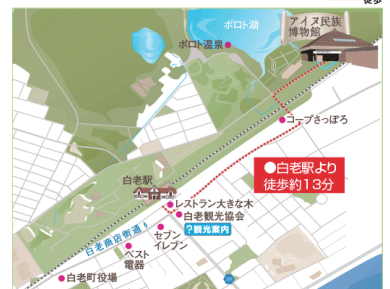 徒歩
ポロト湖
アイヌ民族
博物館
ポロト温泉
コープさっぽろ
●白老駅より
徒歩約13分
白老駅
レストラン大きな木
白老観光協会
?観光案内
セブン
イレブン
白老商店街通り
ベスト
電器
白老町役場